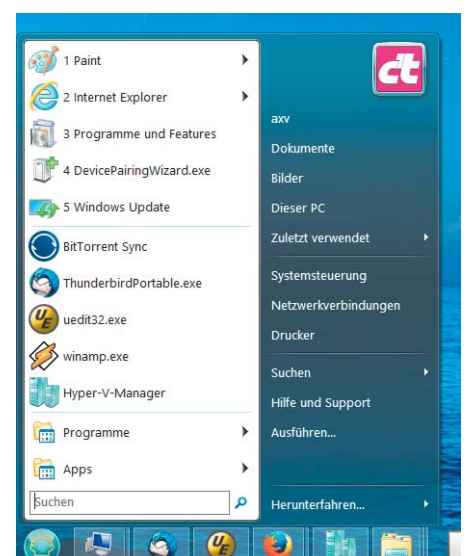 1 Paint
2 Internet Explorer
3 Programme und Features
4 DevicePairingWizard.exe
5 Windows Update
BitTorrent Sync
ThunderbirdPortable.exe
uedit32.exe
winamp.exe
Hyper-V-Manager
Programme
Apps
Suchen
c't
axv
Dokumente
Bilder
Dieser PC
Zuletzt verwendet
Systemsteuerung
Netzwerkverbindungen
Drucker
Suchen
Hilfe und Support
Ausführen...
Herunterfahren...
UE
UE